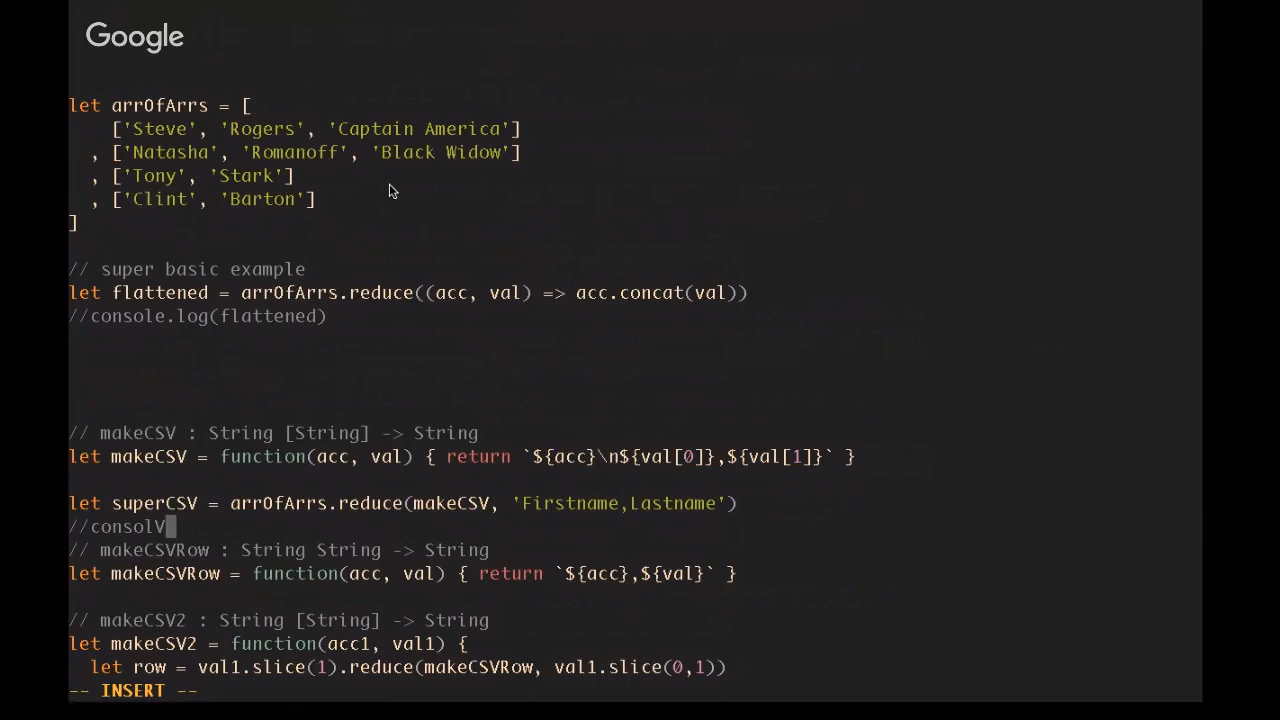 Google
let arrOfArrs = [
    ['Steve', 'Rogers', 'Captain America']
  , ['Natasha', 'Romanoff', 'Black Widow']
  , ['Tony', 'Stark']
  , ['Clint', 'Barton']
]
// super basic example
let flattened = arrOfArrs.reduce((acc, val) => acc.concat(val))
//console.log(flattened)
// makeCSV : String [String] -> String
let makeCSV = function(acc, val) { return `${acc}\n${val[0]},${val[1]}` }
let superCSV = arrOfArrs.reduce(makeCSV, 'Firstname,Lastname')
//consolV
// makeCSVRow : String String -> String
let makeCSVRow = function(acc, val) { return `${acc},${val}` }
// makeCSV2 : String [String] -> String
let makeCSV2 = function(acc1, val1) {
  let row = val1.slice(1).reduce(makeCSVRow, val1.slice(0,1))
-- INSERT --